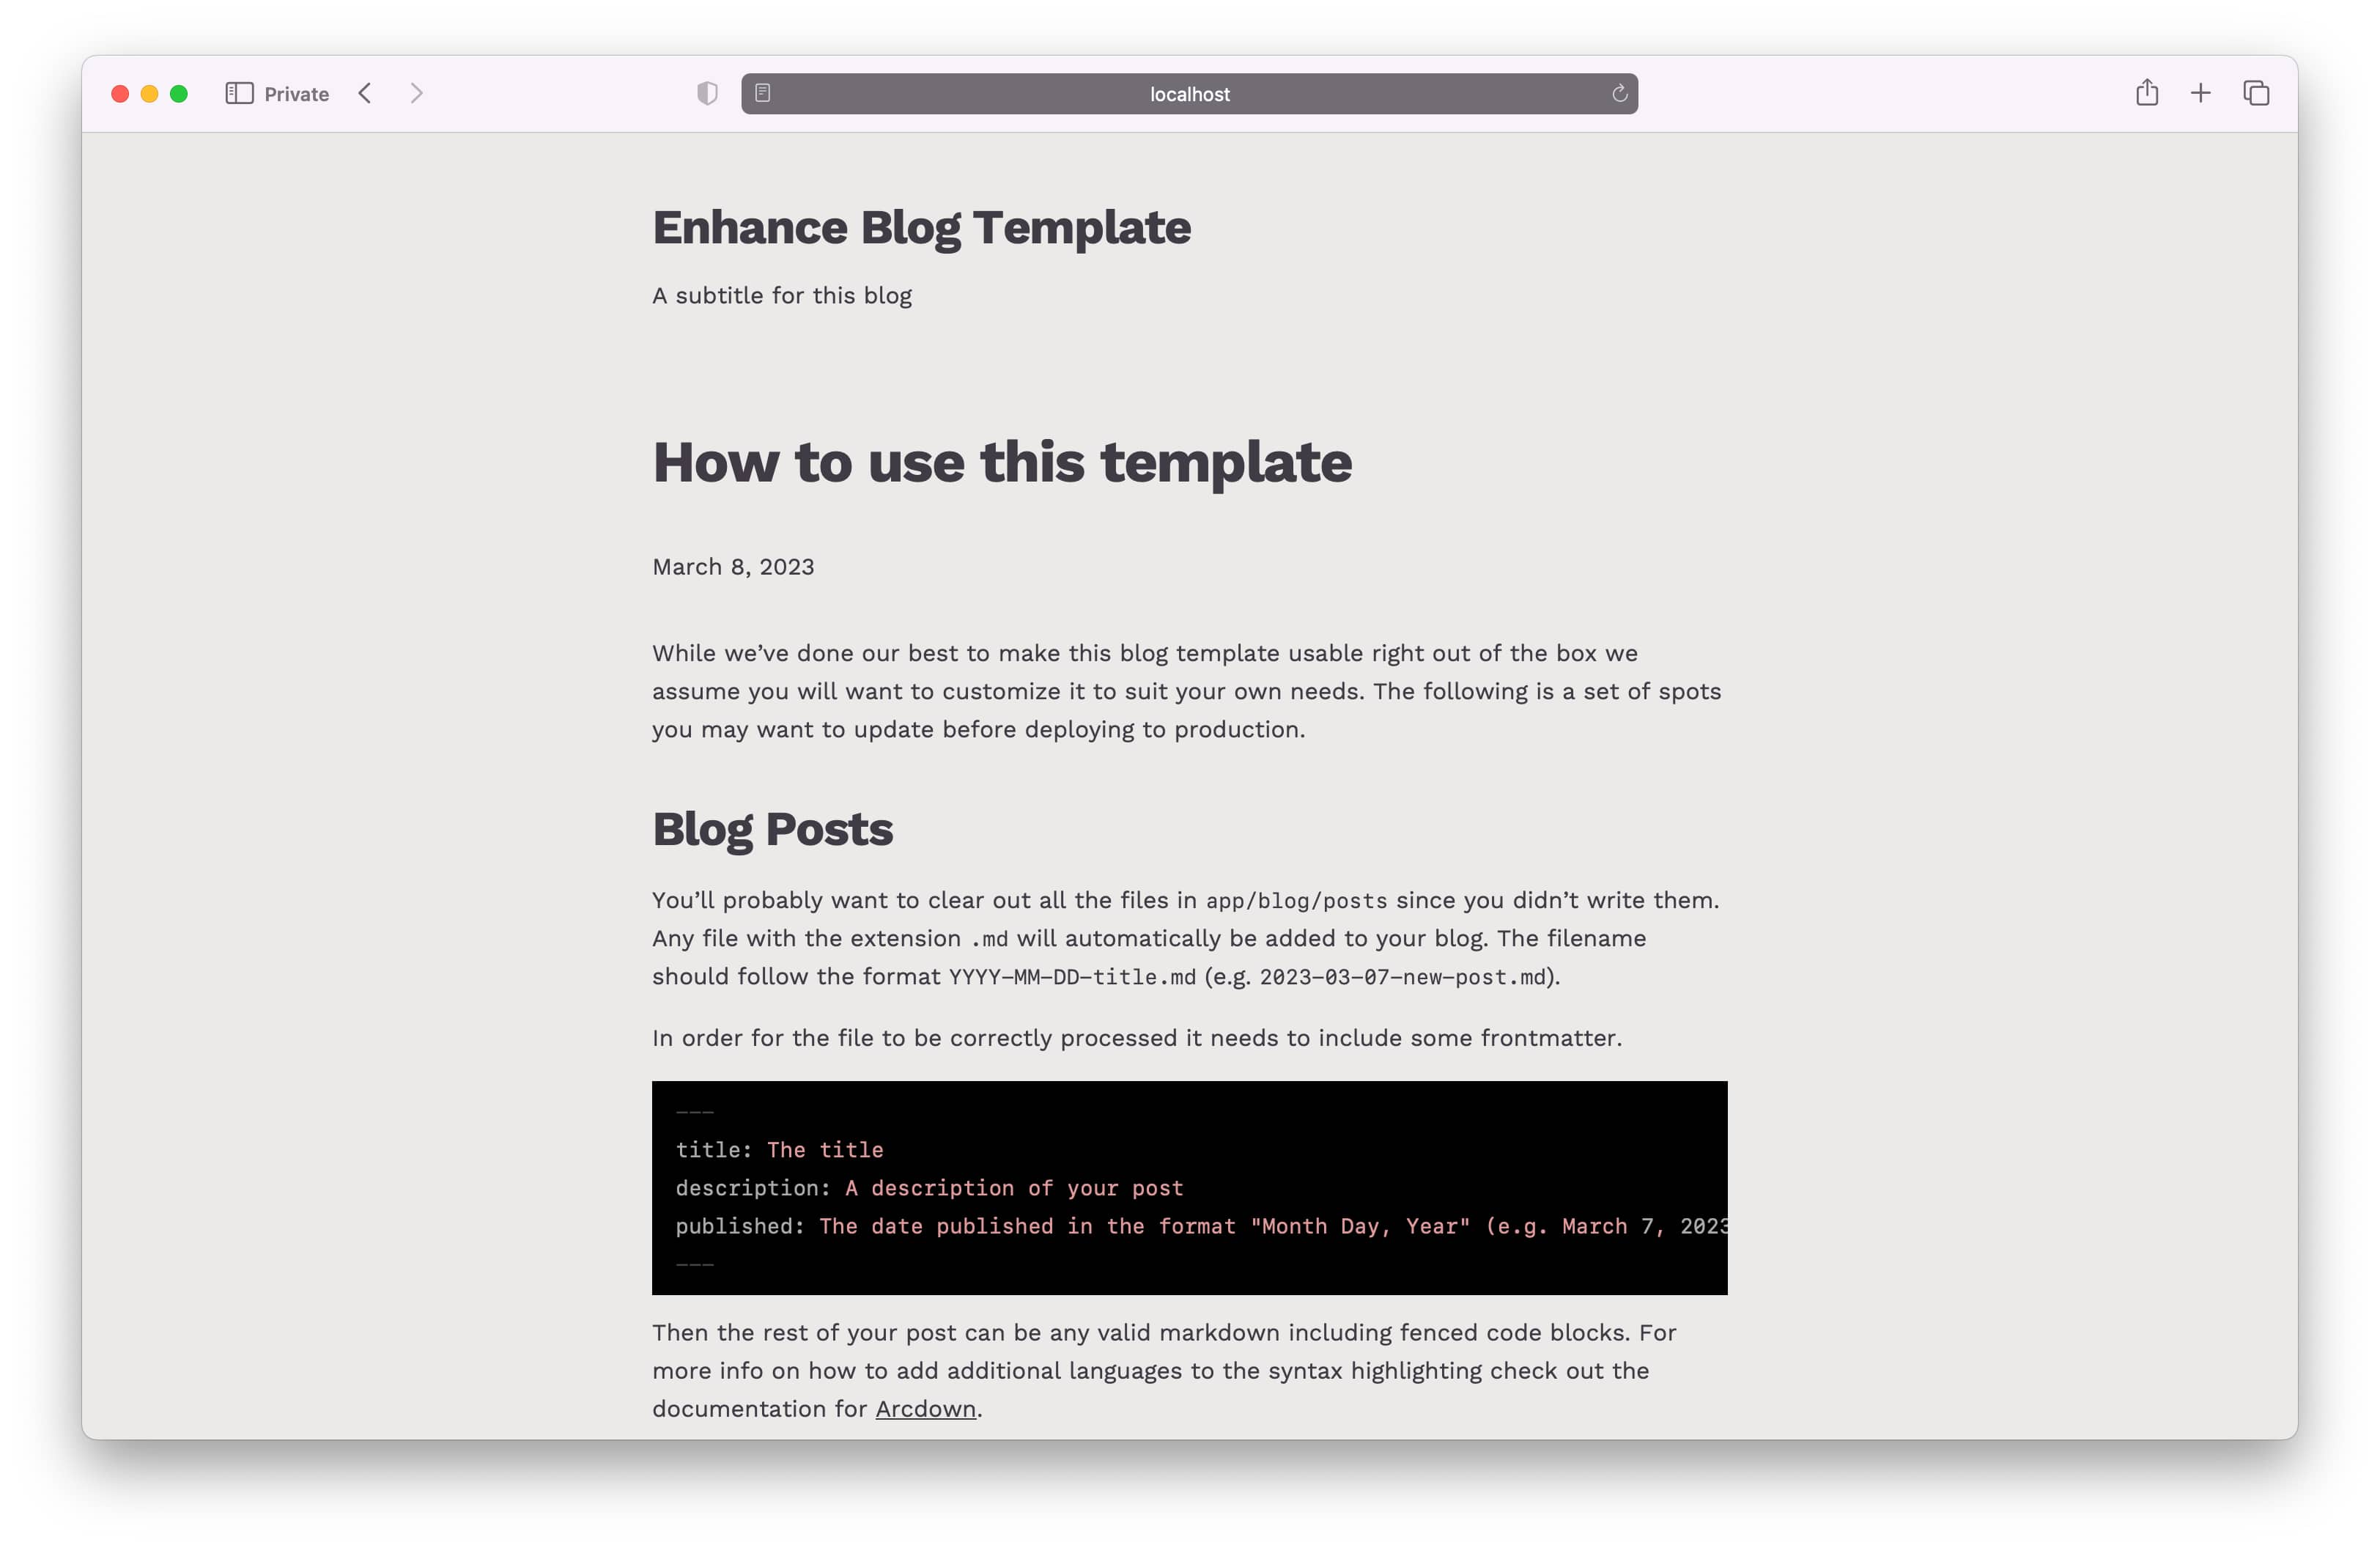 Private
localhost
Enhance Blog Template
A subtitle for this blog
How to use this template
March 8, 2023
While we’ve done our best to make this blog template usable right out of the box we
assume you will want to customize it to suit your own needs. The following is a set of spots
you may want to update before deploying to production.
Blog Posts
You’ll probably want to clear out all the files in app/blog/posts since you didn’t write them.
Any file with the extension .md will automatically be added to your blog. The filename
should follow the format YYYY-MM-DD-title.md (e.g. 2023-03-07-new-post.md).
In order for the file to be correctly processed it needs to include some frontmatter.
---
title: The title
description: A description of your post
published: The date published in the format "Month Day, Year" (e.g. March 7, 2023
---
Then the rest of your post can be any valid markdown including fenced code blocks. For
more info on how to add additional languages to the syntax highlighting check out the
documentation for Arcdown.